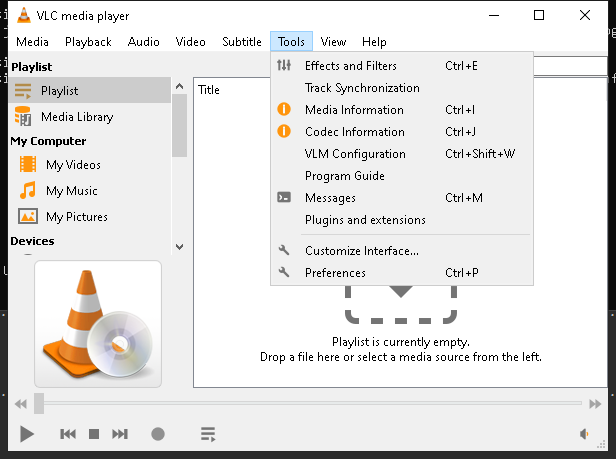 VLC media player
Media Playback Audio Video Subtitle Tools View Help
Playlist
Playlist
Media Library
My Computer
My Videos
My Music
My Pictures
Devices
Title
Effects and Filters Ctrl+E
Track Synchronization
Media Information Ctrl+I
Codec Information Ctrl+J
VLM Configuration Ctrl+Shift+W
Program Guide
Messages Ctrl+M
Plugins and extensions
Customize Interface...
Preferences Ctrl+P
Playlist is currently empty.
Drop a file here or select a media source from the left.